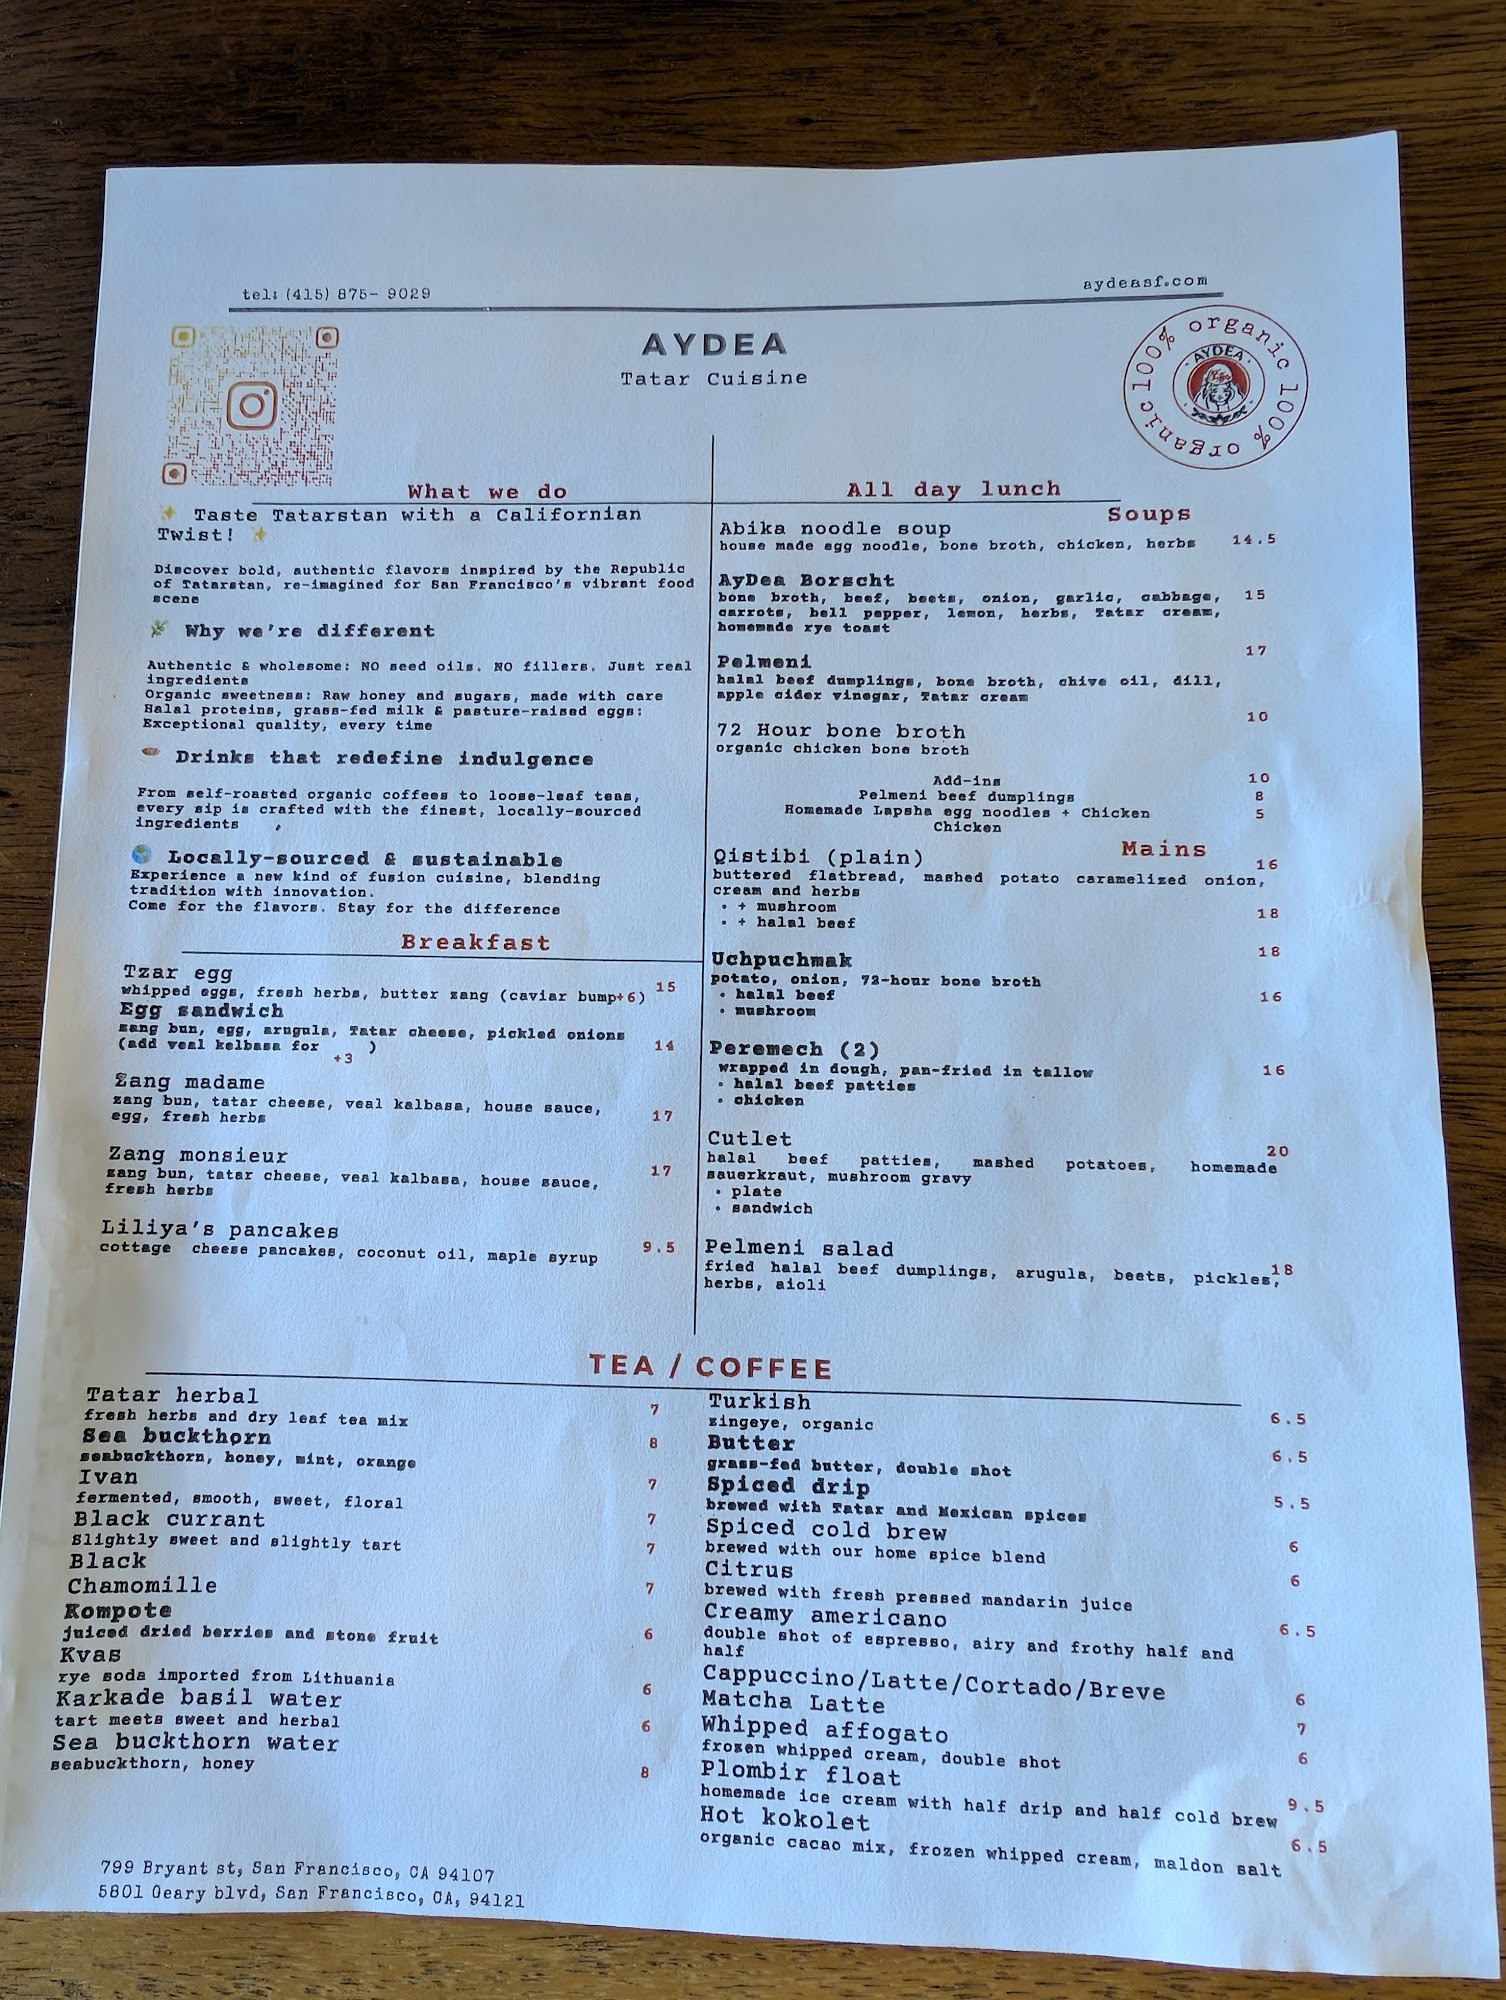 tel: (415) 875- 9029
aydeasf.com
AYDEA
Tatar Cuisine
100% organic 100% organic
AYDEA
What we do
✨ Taste Tatarstan with a Californian
Twist! ✨
Discover bold, authentic flavors inspired by the Republic
of Tatarstan, re-imagined for San Francisco's vibrant food
scene
🌿 Why we're different
Authentic & wholesome: NO seed oils. NO fillers. Just real
ingredients
Organic sweetness: Raw honey and sugars, made with care
Halal proteins, grass-fed milk & pasture-raised eggs:
Exceptional quality, every time
Drinks that redefine indulgence
From self-roasted organic coffees to loose-leaf teas,
every sip is crafted with the finest, locally-sourced
ingredients
🌍 Locally-sourced & sustainable
Experience a new kind of fusion cuisine, blending
tradition with innovation.
Come for the flavors. Stay for the difference
Breakfast
Tzar egg
whipped eggs, fresh herbs, butter zang (caviar bump+6) 15
Egg sandwich
zang bun, egg, arugula, Tatar cheese, pickled onions
(add veal kelbasa for +3 ) 14
Zang madame
zang bun, tatar cheese, veal kalbasa, house sauce,
egg, fresh herbs 17
Zang monsieur
zang bun, tatar cheese, veal kalbasa, house sauce, 17
fresh herbs
Liliya's pancakes
cottage cheese pancakes, coconut oil, maple syrup 9.5
All day lunch
Soups
Abika noodle soup
house made egg noodle, bone broth, chicken, herbs 14.5
AyDea Borscht
bone broth, beef, beets, onion, garlic, cabbage, 15
carrots, bell pepper, lemon, herbs, Tatar cream,
homemade rye toast
Pelmeni 17
halal beef dumplings, bone broth, chive oil, dill,
apple cider vinegar, Tatar cream
72 Hour bone broth 10
organic chicken bone broth
Add-ins 10
Pelmeni beef dumplings 8
Homemade Lapsha egg noodles + Chicken 5
Chicken
Mains
Qistibi (plain) 16
buttered flatbread, mashed potato caramelized onion,
cream and herbs
• + mushroom
• + halal beef 18
Uchpuchmak 18
potato, onion, 72-hour bone broth
• halal beef 16
• mushroom
Peremech (2)
wrapped in dough, pan-fried in tallow 16
• halal beef patties
• chicken
Cutlet 20
halal beef patties, mashed potatoes, homemade
sauerkraut, mushroom gravy
• plate
• sandwich
Pelmeni salad
fried halal beef dumplings, arugula, beets, pickles, 18
herbs, aioli
TEA / COFFEE
Tatar herbal
fresh herbs and dry leaf tea mix 7
Sea buckthorn
seabuckthorn, honey, mint, orange 8
Ivan
fermented, smooth, sweet, floral 7
Black currant
Slightly sweet and slightly tart 7
Black 7
Chamomille 7
Kompote
juiced dried berries and stone fruit 6
Kvas
rye soda imported from Lithuania
Karkade basil water 6
tart meets sweet and herbal 6
Sea buckthorn water
seabuckthorn, honey 8
Turkish
zingeye, organic 6.5
Butter
grass-fed butter, double shot 6.5
Spiced drip
brewed with Tatar and Mexican spices 5.5
Spiced cold brew
brewed with our home spice blend 6
Citrus
brewed with fresh pressed mandarin juice 6
Creamy americano
double shot of espresso, airy and frothy half and 6.5
half
Cappuccino/Latte/Cortado/Breve 6
Matcha Latte 7
Whipped affogato
frozen whipped cream, double shot 6
Plombir float
homemade ice cream with half drip and half cold brew 9.5
Hot kokolet
organic cacao mix, frozen whipped cream, maldon salt 6.5
799 Bryant st, San Francisco, CA 94107
5801 Geary blvd, San Francisco, CA, 94121